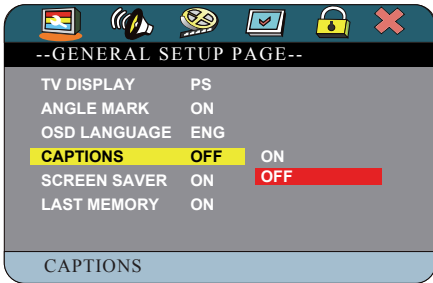 --GENERAL SETUP PAGE--
TV DISPLAY PS
ANGLE MARK ON
OSD LANGUAGE ENG
CAPTIONS OFF ON
OFF
SCREEN SAVER ON
LAST MEMORY ON
CAPTIONS